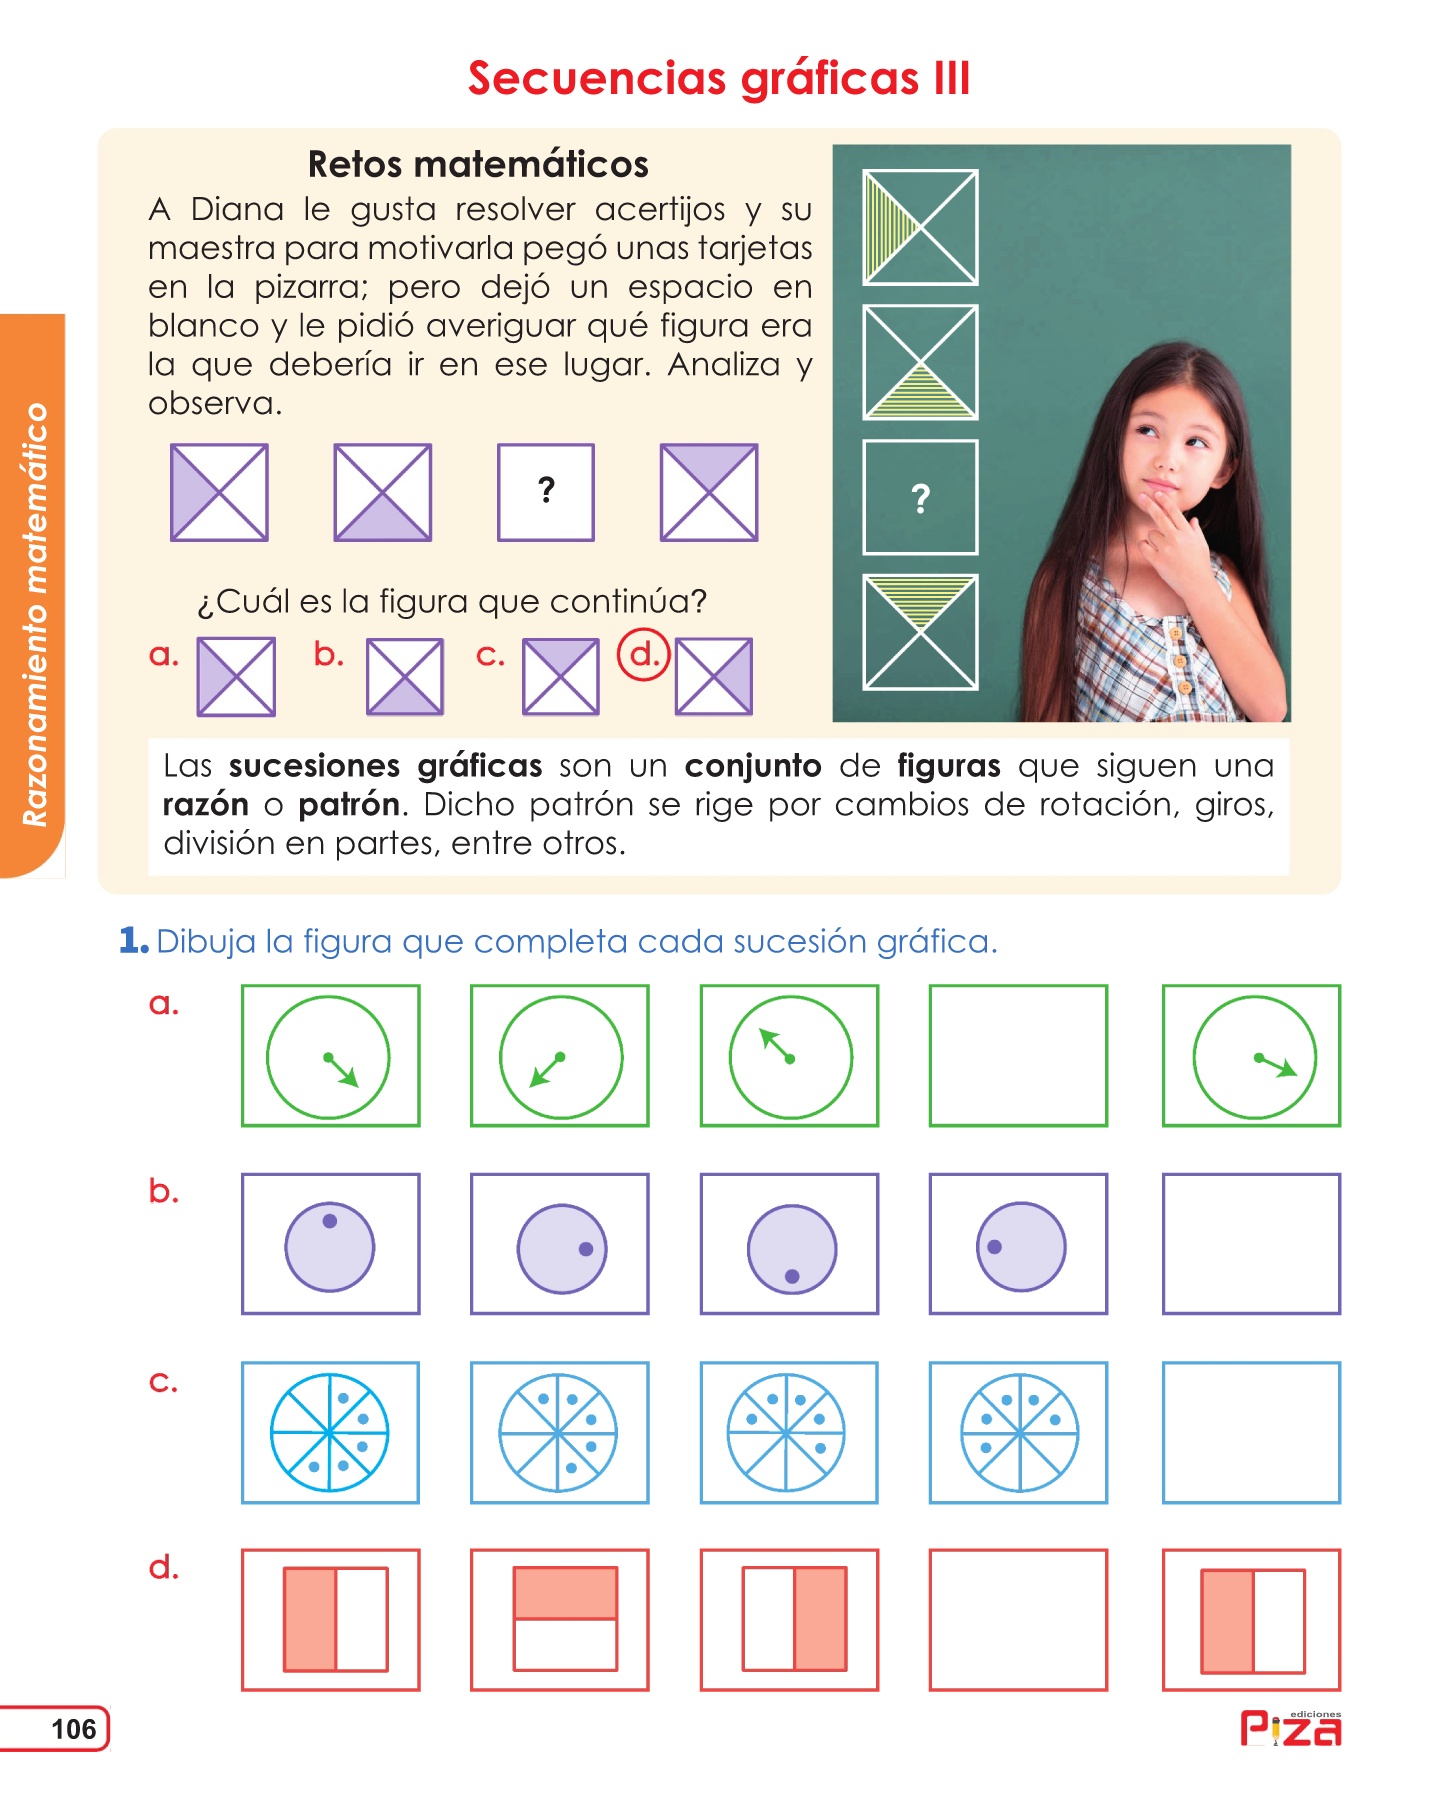 Secuencias gráficas III
Retos matemáticos
A Diana le gusta resolver acertijos y su
maestra para motivarla pegó unas tarjetas
en la pizarra; pero dejó un espacio en
blanco y le pidió averiguar qué figura era
la que debería ir en ese lugar. Analiza y
observa.
?
¿Cuál es la figura que continúa?
a. b. c. d.
?
Las sucesiones gráficas son un conjunto de figuras que siguen una
razón o patrón. Dicho patrón se rige por cambios de rotación, giros,
división en partes, entre otros.
Razonamiento matemático
1. Dibuja la figura que completa cada sucesión gráfica.
a.
b.
c.
d.
106
ediciones
Piza